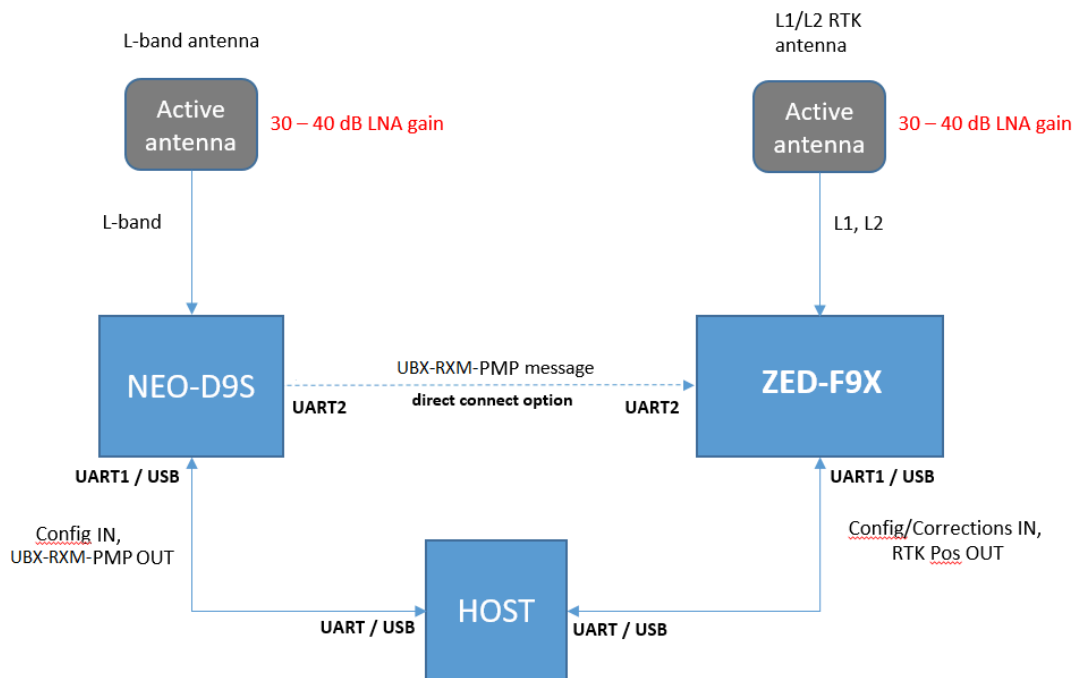 L-band antenna
L1/L2 RTK
antenna
Active
antenna
30 – 40 dB LNA gain
Active
antenna
30 – 40 dB LNA gain
L-band
L1, L2
NEO-D9S
UBX-RXM-PMP message
direct connect option
UART2
UART2
ZED-F9X
UART1 / USB
UART1 / USB
Config IN,
UBX-RXM-PMP OUT
Config/Corrections IN,
RTK Pos OUT
HOST
UART / USB
UART / USB